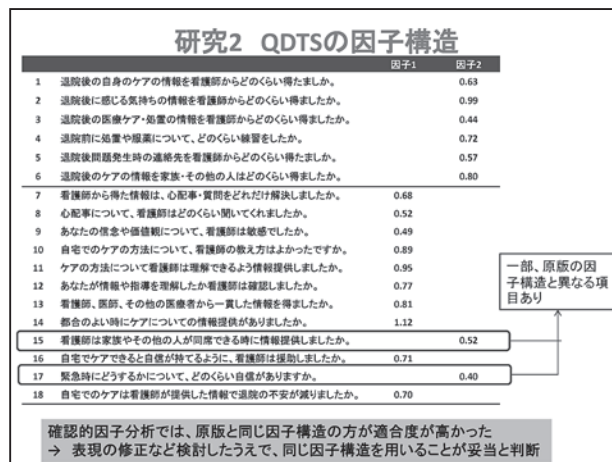 研究2 QDTSの因子構造
因子1 因子2
1 退院後の自身のケアの情報を看護師からどのくらい得たましか。 0.63
2 退院後に感じる気持ちの情報を看護師からどのくらい得ましたか。 0.99
3 退院後の医療ケア・処置の情報を看護師からどのくらい得ましたか。 0.44
4 退院前に処置や服薬について、どのくらい練習をしたか。 0.72
5 退院後問題発生時の連絡先を看護師からどのくらい得ましたか。 0.57
6 退院後のケアの情報を家族・その他の人はどのくらい得ましたか。 0.80
7 看護師から得た情報は、心配事・質問をどれだけ解決しましたか。 0.68
8 心配事について、看護師はどのくらい聞いてくれましたか。 0.52
9 あなたの信念や価値観について、看護師は敏感でしたか。 0.49
10 自宅でのケアの方法について、看護師の教え方はよかったですか。 0.89
11 ケアの方法について看護師は理解できるよう情報提供しましたか。 0.95
12 あなたが情報や指導を理解したか看護師は確認しましたか。 0.77
13 看護師、医師、その他の医療者から一貫した情報を得ましたか。 0.81
14 都合のよい時にケアについての情報提供がありましたか。 1.12
15 看護師は家族やその他の人が同席できる時に情報提供しましたか。 0.52
16 自宅でケアできると自信が持てるように、看護師は援助しましたか。 0.71
17 緊急時にどうするかについて、どのくらい自信がありますか。 0.40
18 自宅でのケアは看護師が提供した情報で退院の不安が減りましたか。 0.70
一部、原版の因
子構造と異なる項
目あり
確認的因子分析では、原版と同じ因子構造の方が適合度が高かった
→ 表現の修正など検討したうえで、同じ因子構造を用いることが妥当と判断